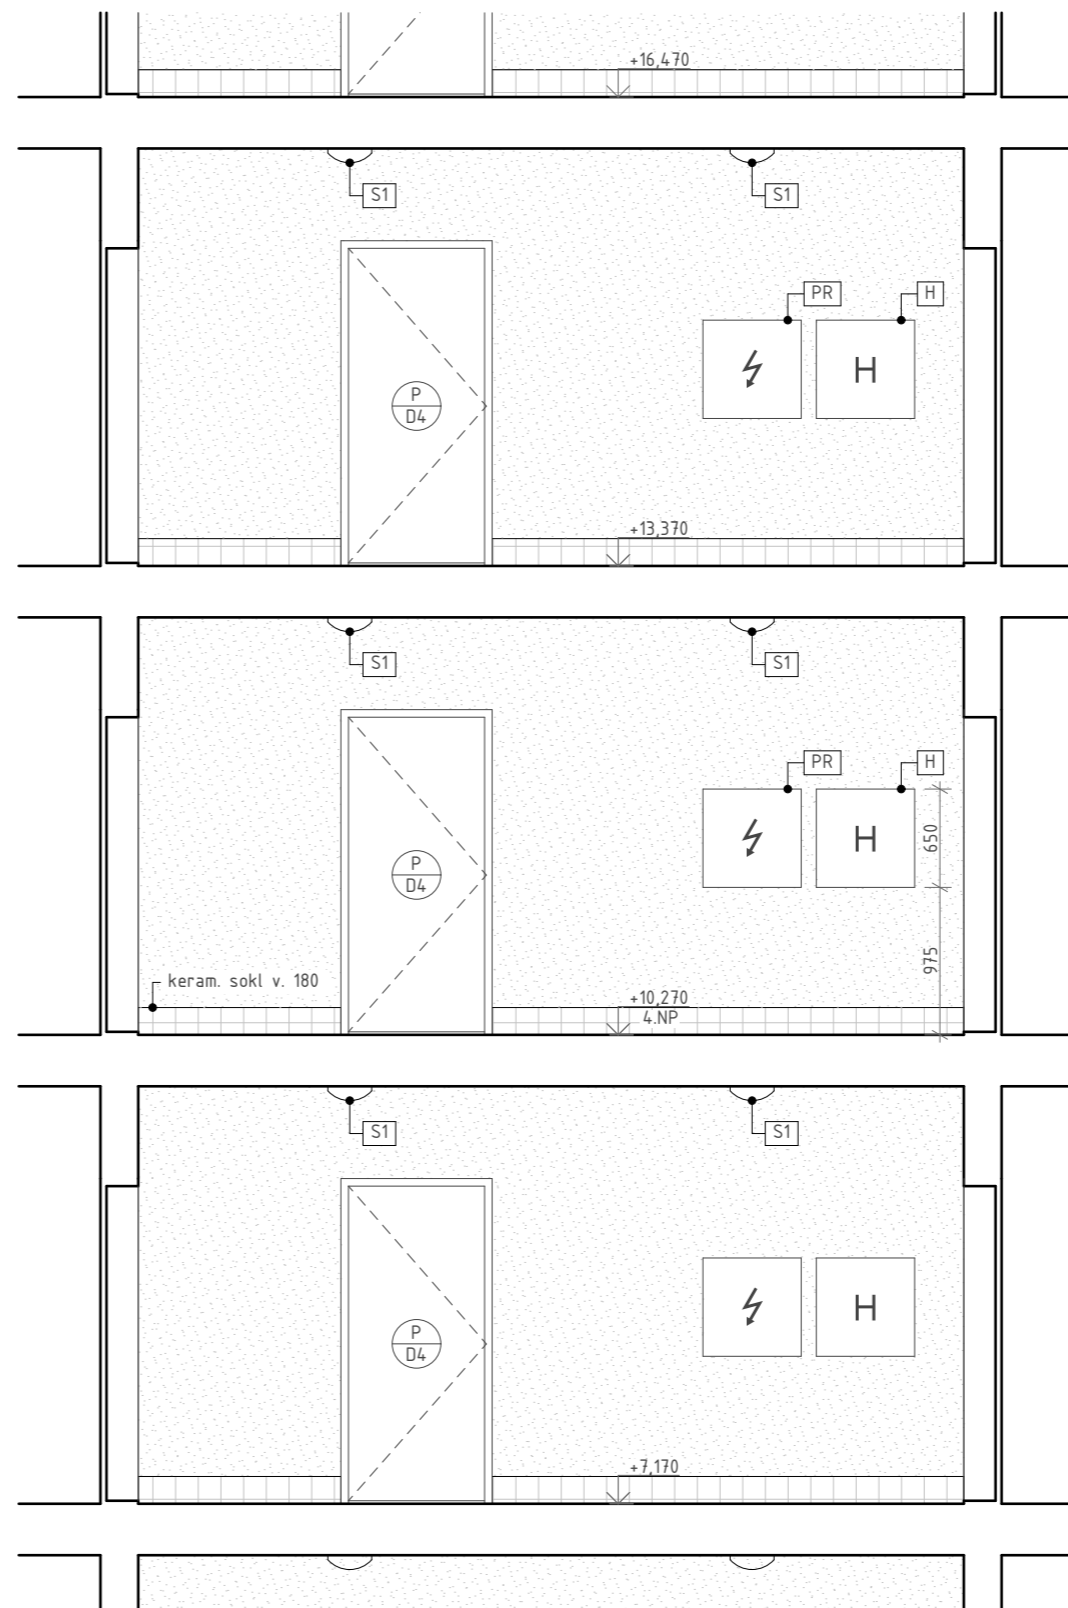 +16,470
S1
S1
PR
H
H
P
D4
+13,370
S1
S1
PR
H
H
650
P
D4
975
keram. sokl v. 180
+10,270
4.NP
S1
S1
H
P
D4
+7,170